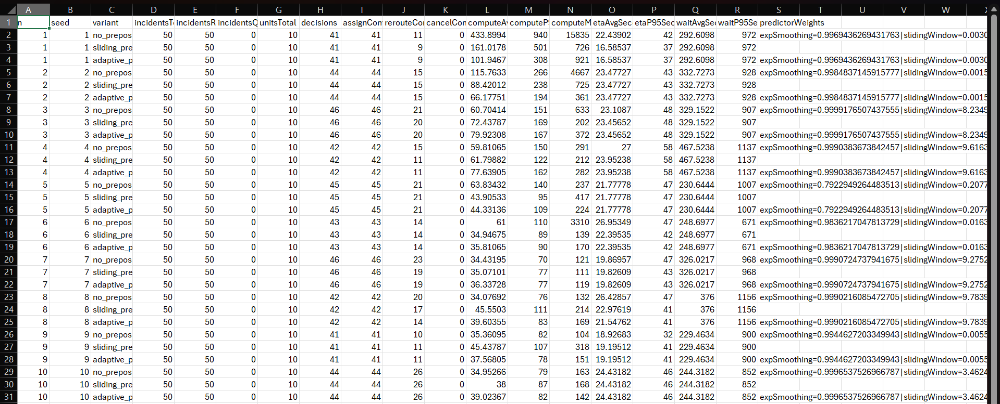 A B C D E F G H I J K L M N O P Q R S T U V W
1 n seed variant incidentsT incidentsR incidentsQ unitsTotal decisions assignCon rerouteCo cancelCon computeA computeP computeM etaAvgSec etaP95Sec waitAvgSe waitP95Se predictorWeights
2 1 1 no_prepos 50 50 0 10 41 41 11 0 433.8994 940 15835 22.43902 42 292.6098 972 expSmoothing=0.9969436269431763|slidingWindow=0.0030
3 1 1 sliding_pre 50 50 0 10 41 41 9 0 161.0178 501 726 16.58537 37 292.6098 972
4 1 1 adaptive_p 50 50 0 10 41 41 9 0 101.9467 308 921 16.58537 37 292.6098 972 expSmoothing=0.9969436269431763|slidingWindow=0.0030
5 2 2 no_prepos 50 50 0 10 44 44 15 0 115.7633 266 4667 23.47727 43 332.7273 928 expSmoothing=0.9984837145915777|slidingWindow=0.0015
6 2 2 sliding_pre 50 50 0 10 44 44 15 0 88.42012 238 725 23.47727 43 332.7273 928
7 2 2 adaptive_p 50 50 0 10 44 44 15 0 66.17751 194 361 23.47727 43 332.7273 928 expSmoothing=0.9984837145915777|slidingWindow=0.0015
8 3 3 no_prepos 50 50 0 10 46 46 21 0 60.70414 151 633 23.1087 48 329.1522 907 expSmoothing=0.9999176507437555|slidingWindow=8.2349
9 3 3 sliding_pre 50 50 0 10 46 46 20 0 72.43787 169 202 23.45652 48 329.1522 907
10 3 3 adaptive_p 50 50 0 10 46 46 20 0 79.92308 167 372 23.45652 48 329.1522 907 expSmoothing=0.9999176507437555|slidingWindow=8.2349
11 4 4 no_prepos 50 50 0 10 42 42 15 0 59.81065 150 291 27 58 467.5238 1137 expSmoothing=0.9990383673842457|slidingWindow=9.6163
12 4 4 sliding_pre 50 50 0 10 42 42 11 0 61.79882 122 212 23.95238 58 467.5238 1137
13 4 4 adaptive_p 50 50 0 10 42 42 11 0 77.63905 162 282 23.95238 58 467.5238 1137 expSmoothing=0.9990383673842457|slidingWindow=9.6163
14 5 5 no_prepos 50 50 0 10 45 45 21 0 63.83432 140 237 21.77778 47 230.6444 1007 expSmoothing=0.7922949264483513|slidingWindow=0.2077
15 5 5 sliding_pre 50 50 0 10 45 45 21 0 43.90533 95 417 21.77778 47 230.6444 1007
16 5 5 adaptive_p 50 50 0 10 45 45 21 0 44.33136 109 224 21.77778 47 230.6444 1007 expSmoothing=0.7922949264483513|slidingWindow=0.2077
17 6 6 no_prepos 50 50 0 10 43 43 14 0 61 110 3310 26.95349 47 248.6977 671 expSmoothing=0.9836217047813729|slidingWindow=0.0163
18 6 6 sliding_pre 50 50 0 10 43 43 14 0 34.94675 89 139 22.39535 42 248.6977 671
19 6 6 adaptive_p 50 50 0 10 43 43 14 0 35.81065 90 170 22.39535 42 248.6977 671 expSmoothing=0.9836217047813729|slidingWindow=0.0163
20 7 7 no_prepos 50 50 0 10 46 46 23 0 34.43195 70 121 19.86957 47 326.0217 968 expSmoothing=0.9990724737941675|slidingWindow=9.2752
21 7 7 sliding_pre 50 50 0 10 46 46 19 0 35.07101 77 111 19.82609 43 326.0217 968
22 7 7 adaptive_p 50 50 0 10 46 46 19 0 36.33728 77 119 19.82609 43 326.0217 968 expSmoothing=0.9990724737941675|slidingWindow=9.2752
23 8 8 no_prepos 50 50 0 10 42 42 20 0 34.07692 76 132 26.42857 47 376 1156 expSmoothing=0.9990216085472705|slidingWindow=9.7839
24 8 8 sliding_pre 50 50 0 10 42 42 17 0 45.5503 111 214 22.97619 41 376 1156
25 8 8 adaptive_p 50 50 0 10 42 42 14 0 39.60355 83 169 21.54762 41 376 1156 expSmoothing=0.9990216085472705|slidingWindow=9.7839
26 9 9 no_prepos 50 50 0 10 41 41 10 0 35.36095 82 104 18.92683 32 229.4634 900 expSmoothing=0.9944627203349943|slidingWindow=0.0055
27 9 9 sliding_pre 50 50 0 10 41 41 11 0 45.43787 107 318 19.19512 41 229.4634 900
28 9 9 adaptive_p 50 50 0 10 41 41 11 0 37.56805 78 151 19.19512 41 229.4634 900 expSmoothing=0.9944627203349943|slidingWindow=0.0055
29 10 10 no_prepos 50 50 0 10 44 44 26 0 34.95266 79 163 24.43182 46 244.3182 852 expSmoothing=0.9996537526966787|slidingWindow=3.4624
30 10 10 sliding_pre 50 50 0 10 44 44 26 0 38 87 168 24.43182 46 244.3182 852
31 10 10 adaptive_p 50 50 0 10 44 44 26 0 39.02367 82 142 24.43182 46 244.3182 852 expSmoothing=0.9996537526966787|slidingWindow=3.4624